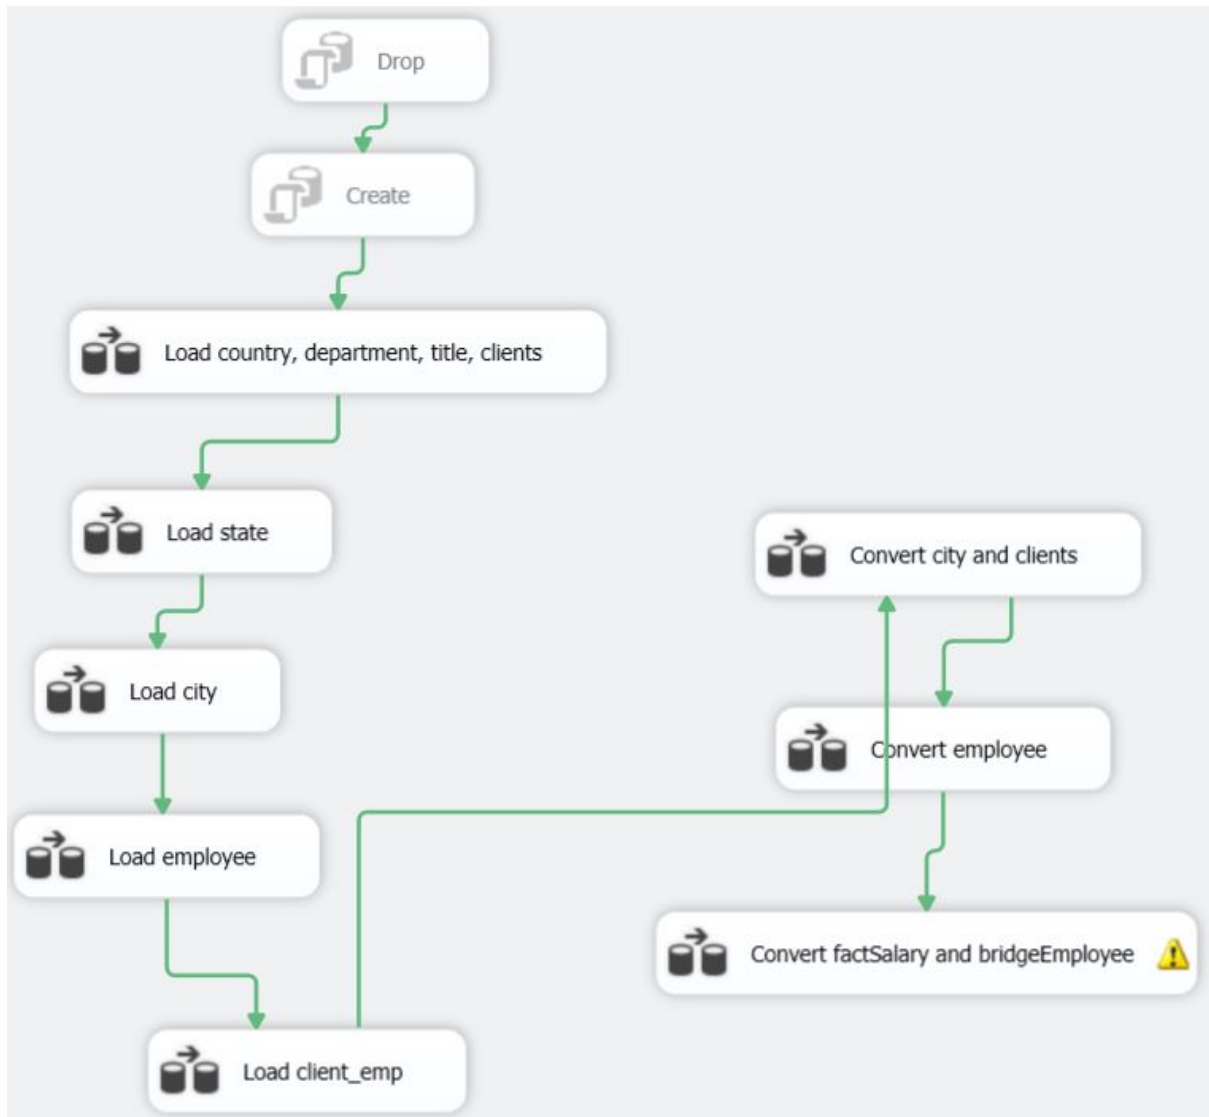 Drop
Create
Load country, department, title, clients
Load state
Load city
Load employee
Load client_emp
Convert city and clients
Convert employee
Convert factSalary and bridgeEmployee